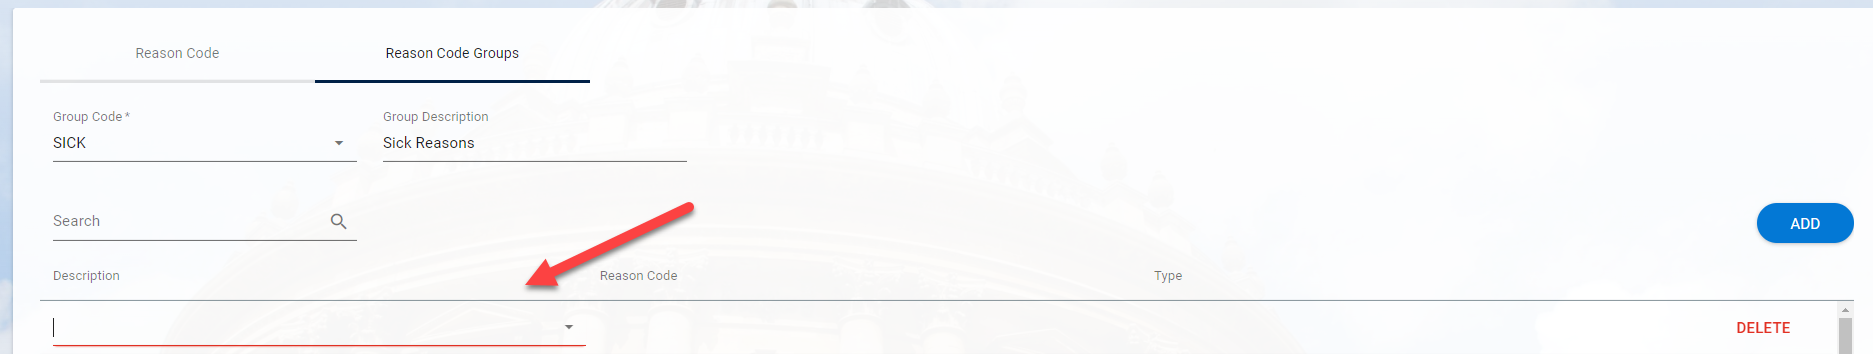 Reason Code
Reason Code Groups
Group Code *
Group Description
SICK
Sick Reasons
Search
ADD
Description
Reason Code
Type
DELETE